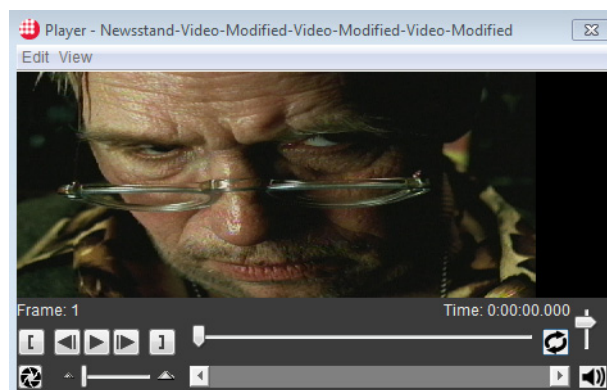 Player - Newsstand-Video-Modified-Video-Modified-Video-Modified
Edit View
Frame: 1
Time: 0:00:00.000
[ ]